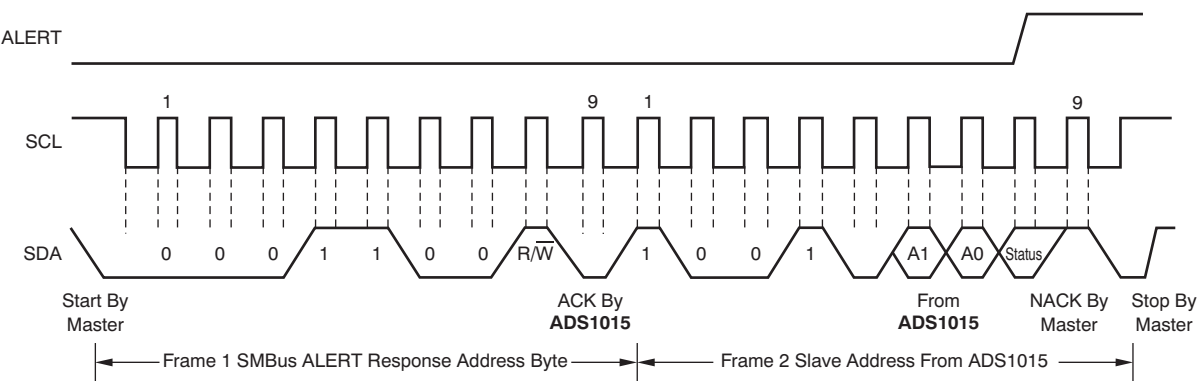 ALERT
1 9 1 9
SCL
SDA
0 0 0 1 1 0 0 R/W 1 0 0 1 A1 A0 Status
Start By
Master
ACK By
ADS1015
From
ADS1015
NACK By
Master
Stop By
Master
Frame 1 SMBus ALERT Response Address Byte
Frame 2 Slave Address From ADS1015